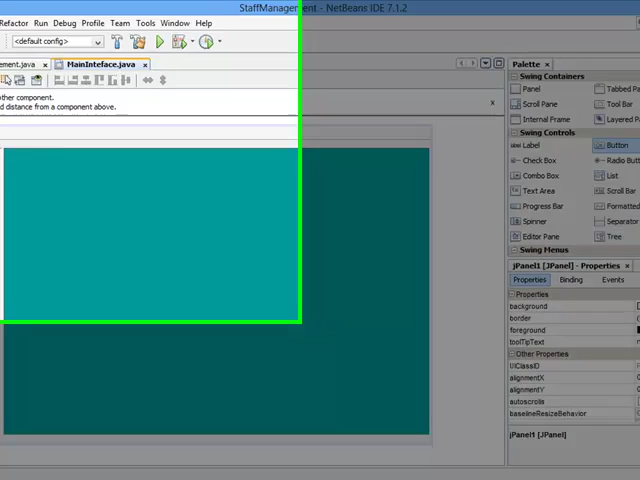 StaffManagement - NetBeans IDE 7.1.2
Refactor Run Debug Profile Team Tools Window Help
<default config>
ement.java x MainInteface.java x
Palette x
other component.
d distance from a component above.
x
Swing Containers
Panel Tabbed Pa
Scroll Pane Tool Bar
Internal Frame Layered Pa
Swing Controls
Label Button
Check Box Radio Butt
Combo Box List
Text Area Scroll Bar
Progress Bar Formatted
Spinner Separator
Editor Pane Tree
Swing Menus
jPanel1 [JPanel] - Properties x
Properties Binding Events
Properties
background
border
foreground
toolTipText
Other Properties
UIClassID
alignmentX
alignmentY
autoscrolls
baselineResizeBehavior
jPanel1 [JPanel]